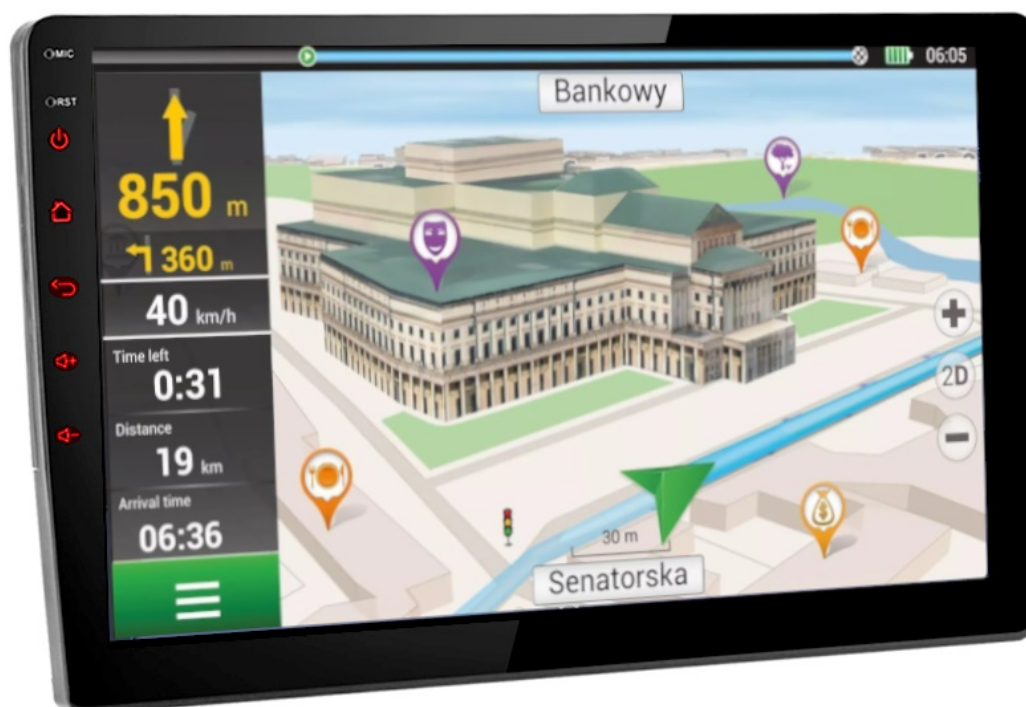 MIC
RST
06:05
Bankowy
850 m
360 m
40 km/h
Time left
0:31
Distance
19 km
Arrival time
06:36
2D
30 m
Senatorska